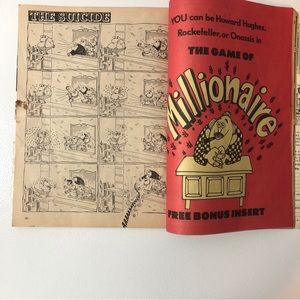 THE SUICIDE
YOU can be Howard Hughes,
Rockefeller, or Onassis in
THE GAME OF
Millionaire
FREE BONUS INSERT